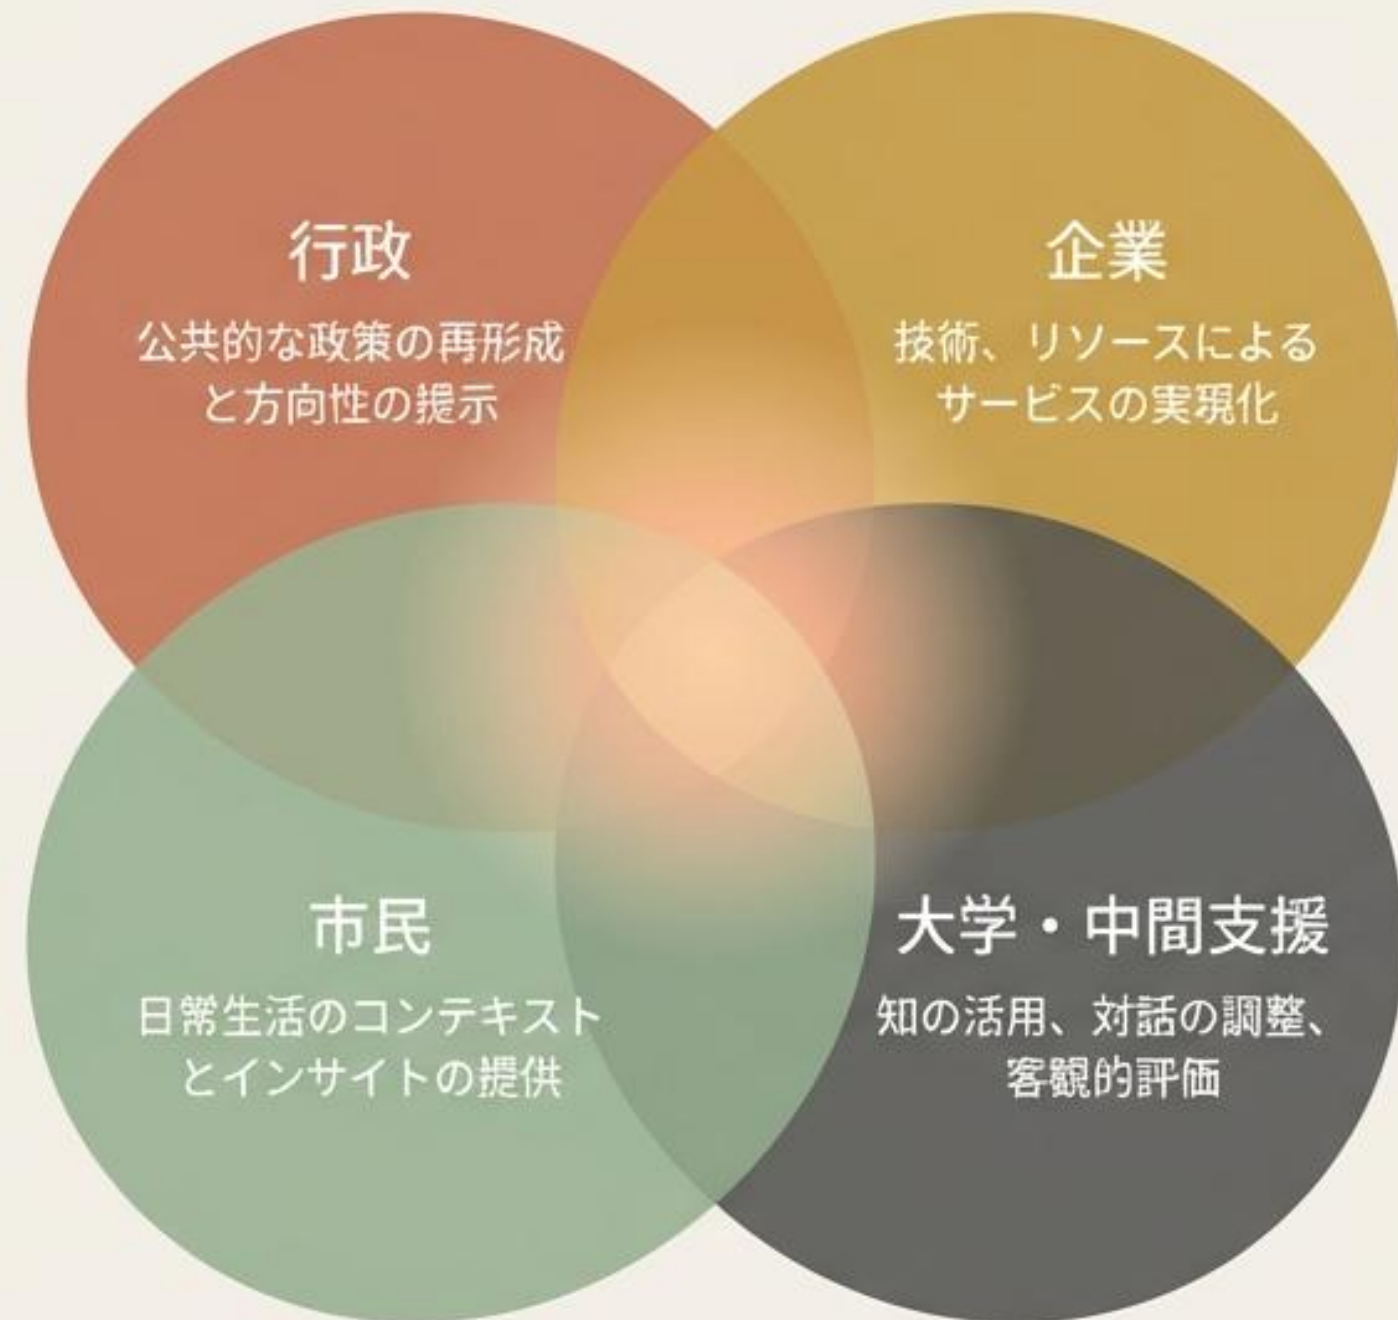 行政
公共的な政策の再形成
と方向性の提示
企業
技術、リソースによる
サービスの実現化
市民
日常生活のコンテキスト
とインサイトの提供
大学・中間支援
知の活用、対話の調整、
客観的評価